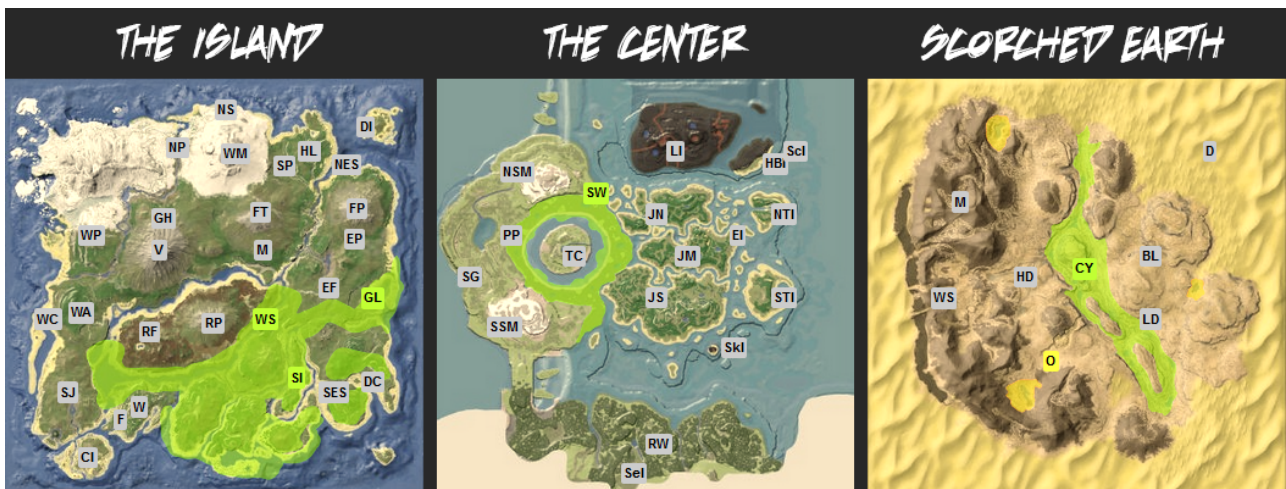 THE ISLAND
THE CENTER
SCORCHED EARTH
NS
DI
NP
WM
SP
HL
NES
GH
FT
FP
WP
V
M
EP
EF
GL
WC
WA
RF
RP
WS
SI
SJ
F
W
SES
DC
CI
LI
HBi
ScI
NSM
SW
JN
NTI
PP
TC
JM
EI
SG
JS
STI
SSM
SkI
RW
SeI
D
M
BL
CY
HD
WS
LD
O